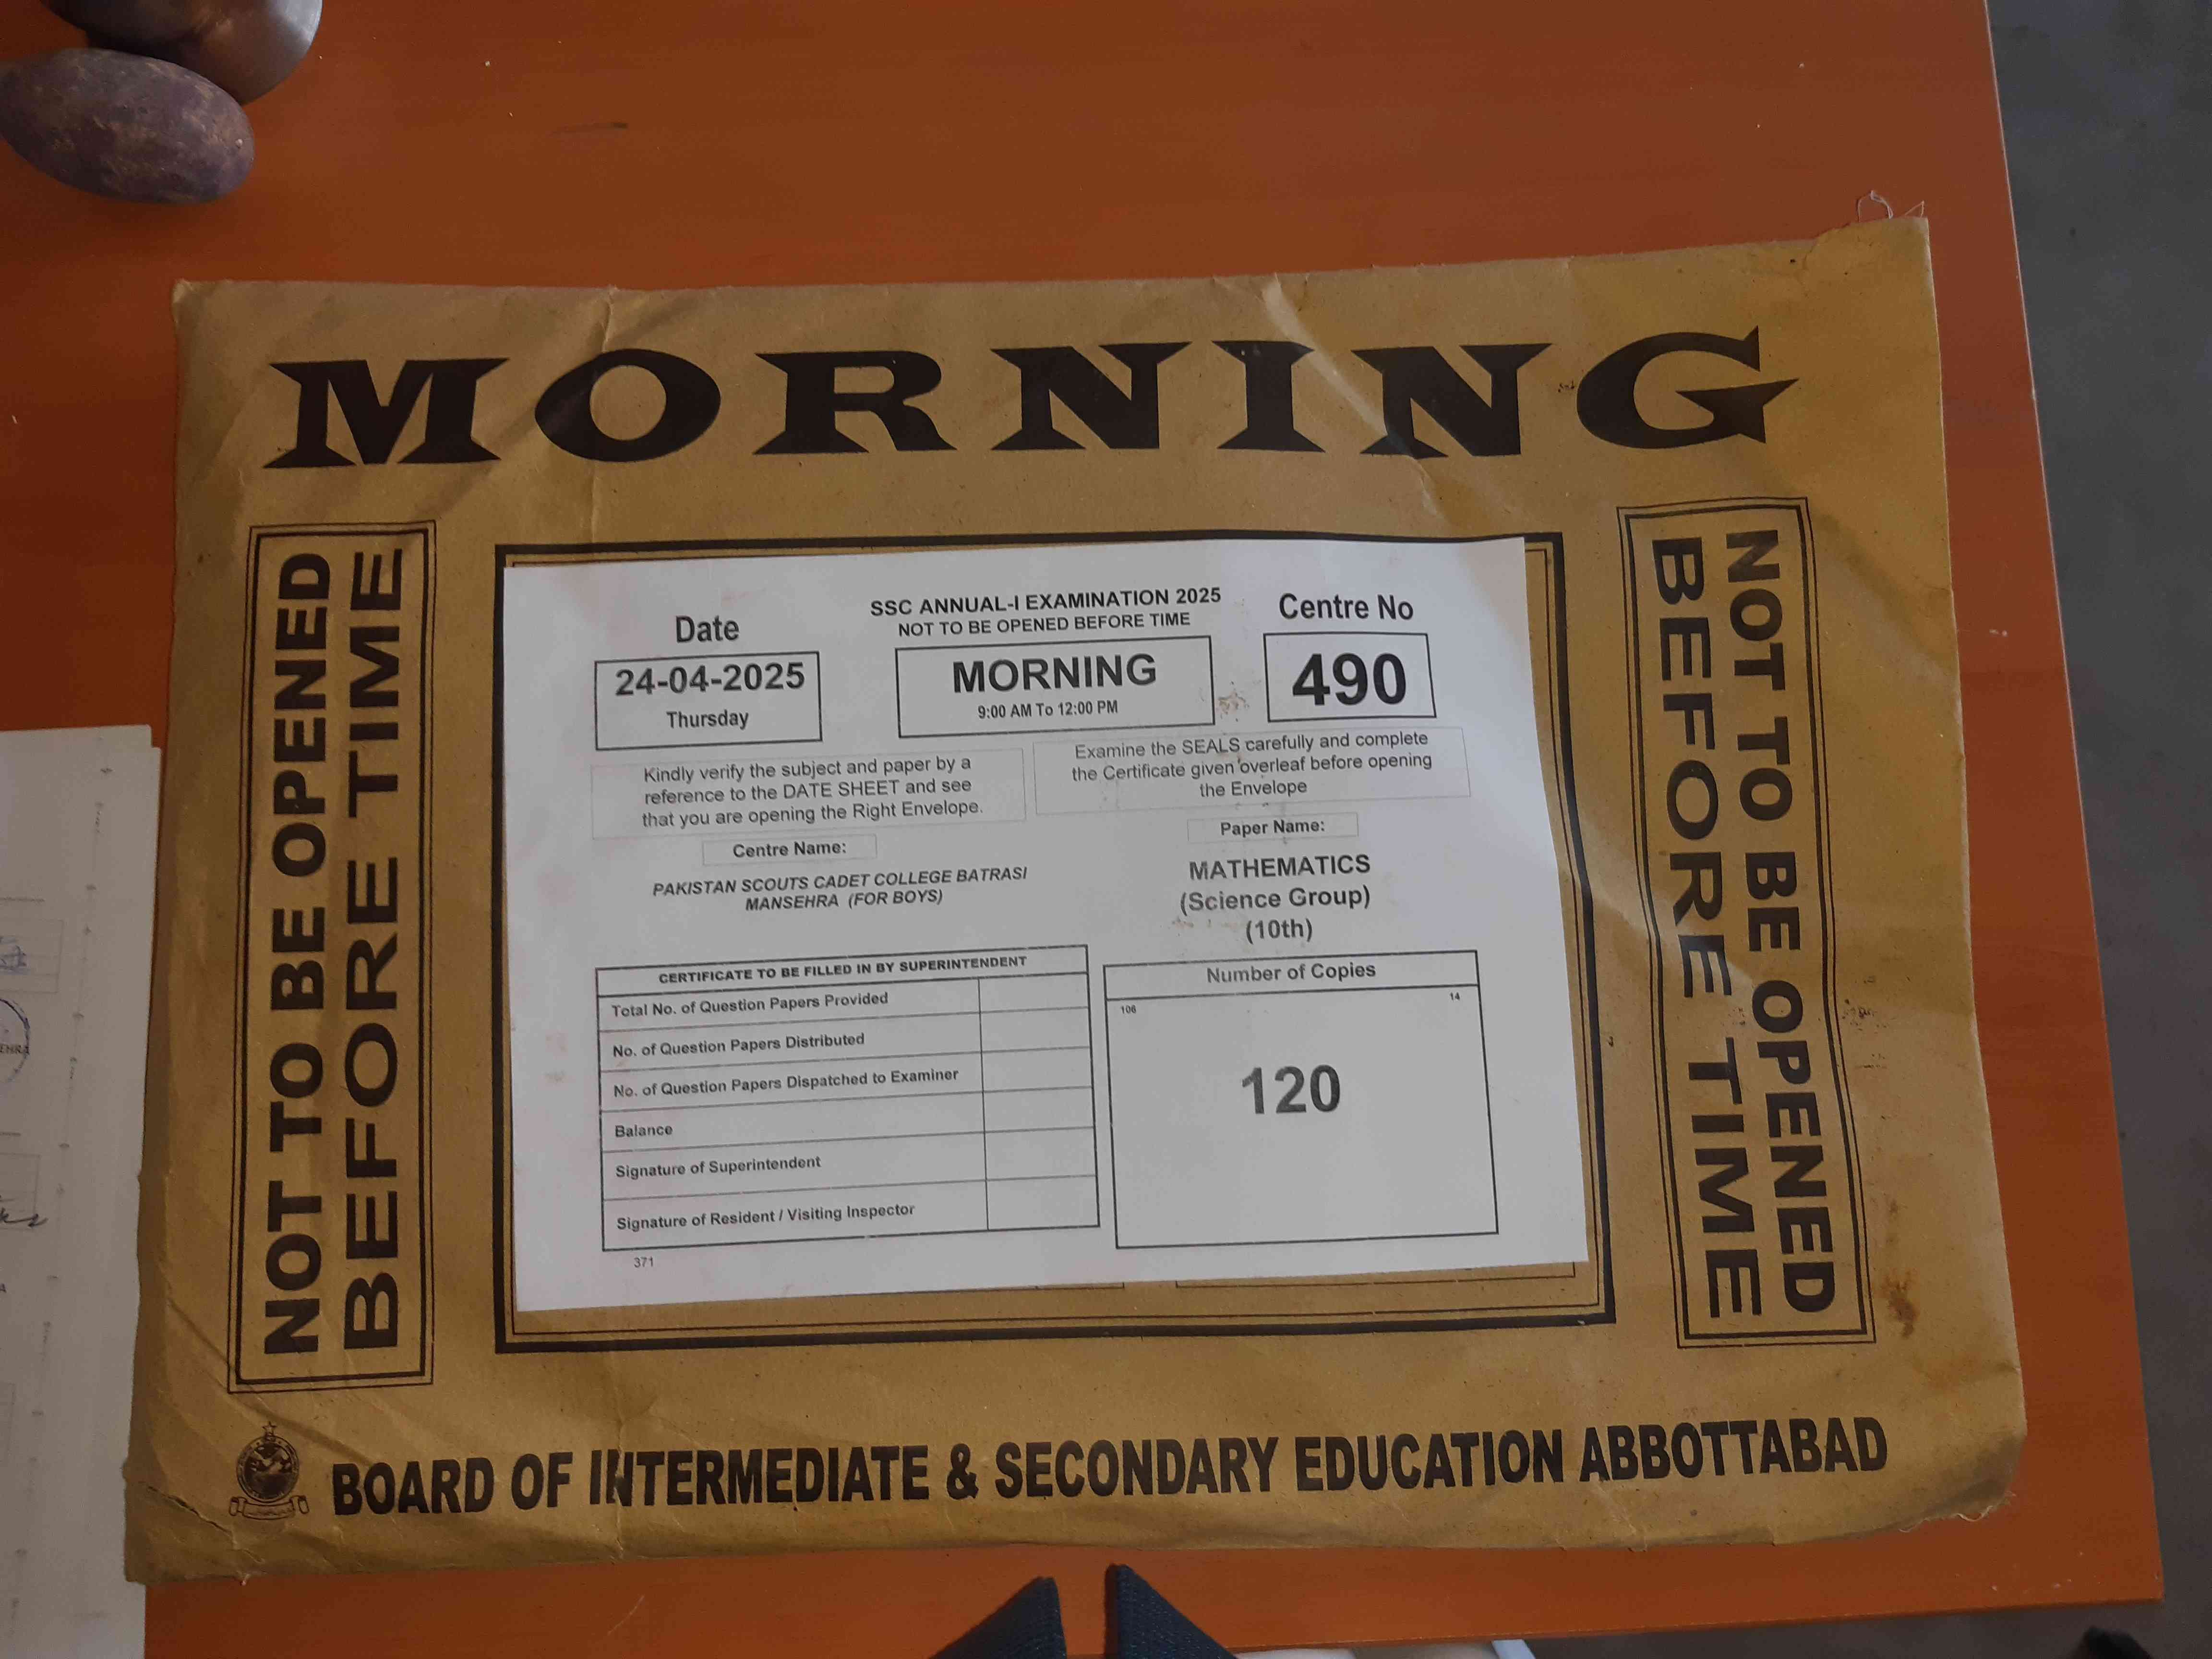 MORNING
NOT TO BE OPENED
BEFORE TIME
Date
24-04-2025
Thursday
SSC ANNUAL-I EXAMINATION 2025
NOT TO BE OPENED BEFORE TIME
MORNING
9:00 AM To 12:00 PM
Centre No
490
Kindly verify the subject and paper by a
reference to the DATE SHEET and see
that you are opening the Right Envelope.
Examine the SEALS carefully and complete
the Certificate given overleaf before opening
the Envelope
Centre Name:
PAKISTAN SCOUTS CADET COLLEGE BATRASI
MANSEHRA (FOR BOYS)
Paper Name:
MATHEMATICS
(Science Group)
(10th)
CERTIFICATE TO BE FILLED IN BY SUPERINTENDENT
Total No. of Question Papers Provided
No. of Question Papers Distributed
No. of Question Papers Dispatched to Examiner
Balance
Signature of Superintendent
Signature of Resident / Visiting Inspector
371
Number of Copies
106 14
120
NOT TO BE OPENED
BEFORE TIME
BOARD OF INTERMEDIATE & SECONDARY EDUCATION ABBOTTABAD